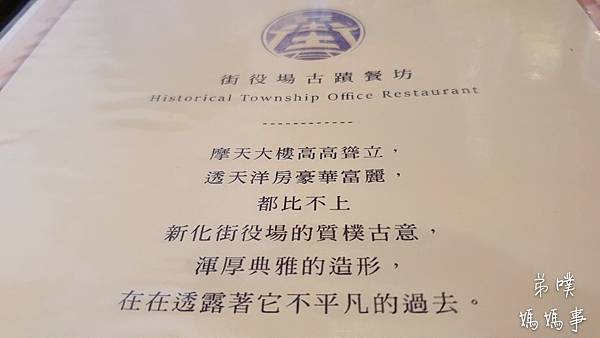 街役場古蹟餐坊
Historical Township Office Restaurant
------------
摩天大樓高高聳立，
透天洋房豪華富麗，
都比不上
新化街役場的質樸古意，
渾厚典雅的造形，
在在透露著它不平凡的過去。
弟噗
媽媽事